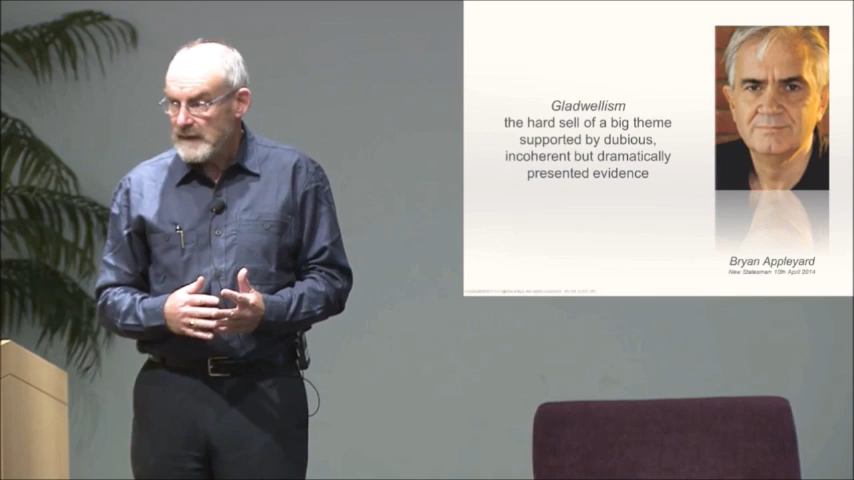 Gladwellism
the hard sell of a big theme
supported by dubious,
incoherent but dramatically
presented evidence
Bryan Appleyard
New Statesman 10th April 2014